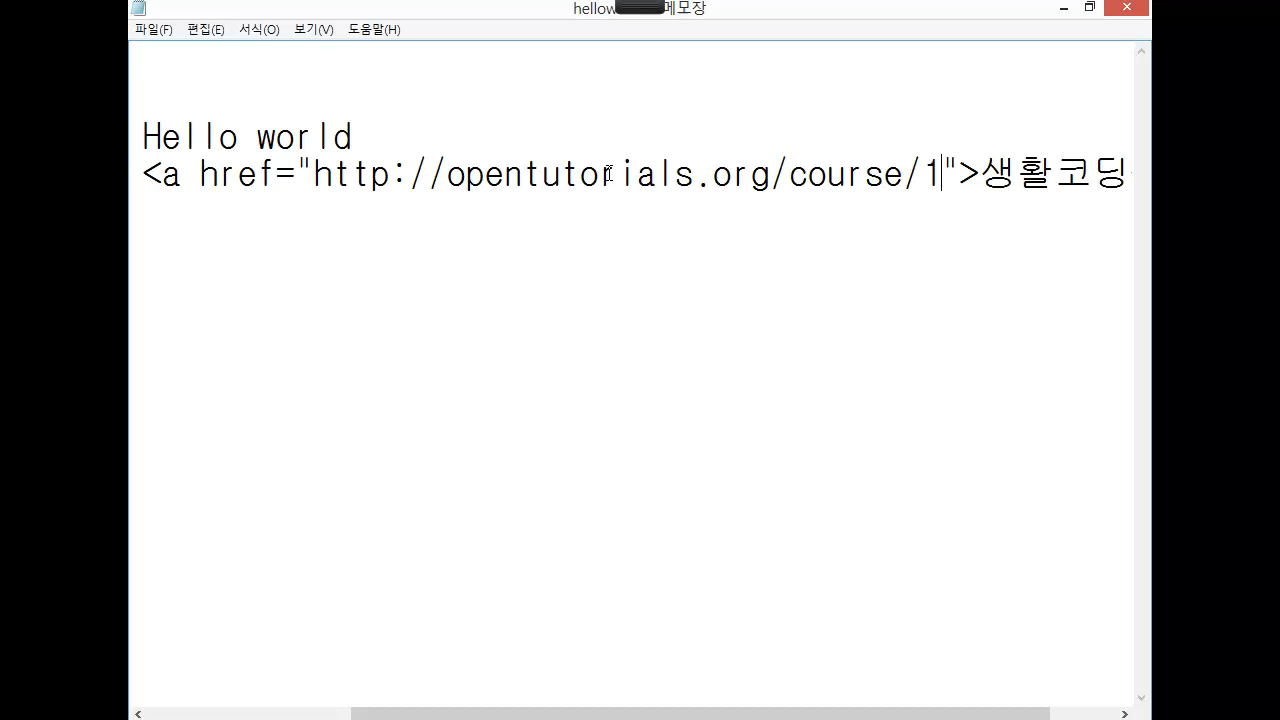 hellow 메모장
파일(F) 편집(E) 서식(O) 보기(V) 도움말(H)
Hello world
<a href="http://opentutorials.org/course/1">생활코딩